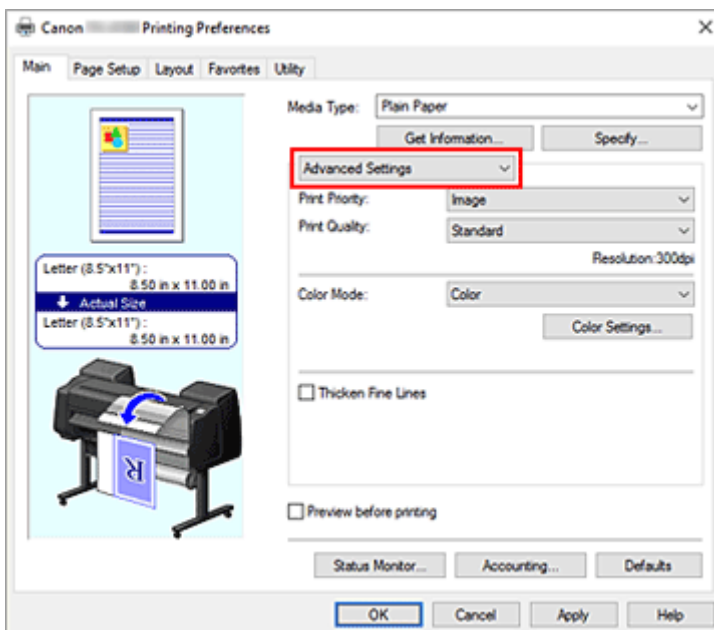 Canon Printing Preferences
Main Page Setup Layout Favorites Utility
Media Type: Plain Paper
Get Information... Specify...
Advanced Settings
Print Priority: Image
Print Quality: Standard
Resolution:300dpi
Letter (8.5"x11") :
8.50 in x 11.00 in
Actual Size
Letter (8.5"x11") :
8.50 in x 11.00 in
Color Mode: Color
Color Settings...
Thicken Fine Lines
R
Preview before printing
Status Monitor... Accounting... Defaults
OK Cancel Apply Help